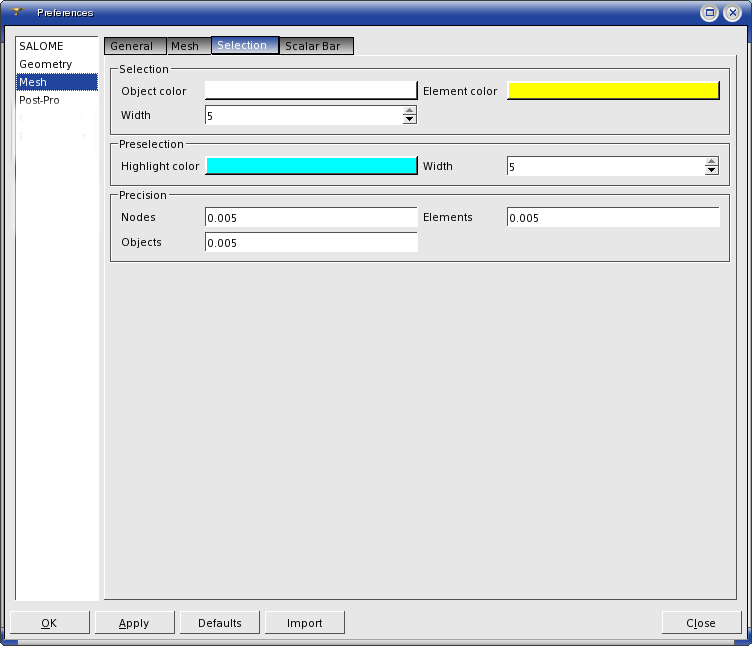 Preferences
SALOME
Geometry
Mesh
Post-Pro
General Mesh Selection Scalar Bar
Selection
Object color Element color
Width 5
Preselection
Highlight color Width 5
Precision
Nodes 0.005 Elements 0.005
Objects 0.005
OK Apply Defaults Import Close